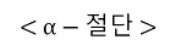 < α – 절단 >